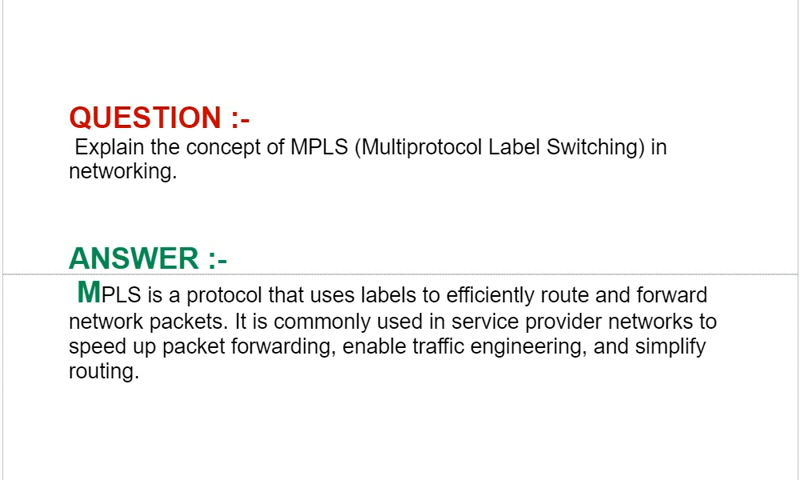 QUESTION :-
Explain the concept of MPLS (Multiprotocol Label Switching) in
networking.
ANSWER :-
MPLS is a protocol that uses labels to efficiently route and forward
network packets. It is commonly used in service provider networks to
speed up packet forwarding, enable traffic engineering, and simplify
routing.